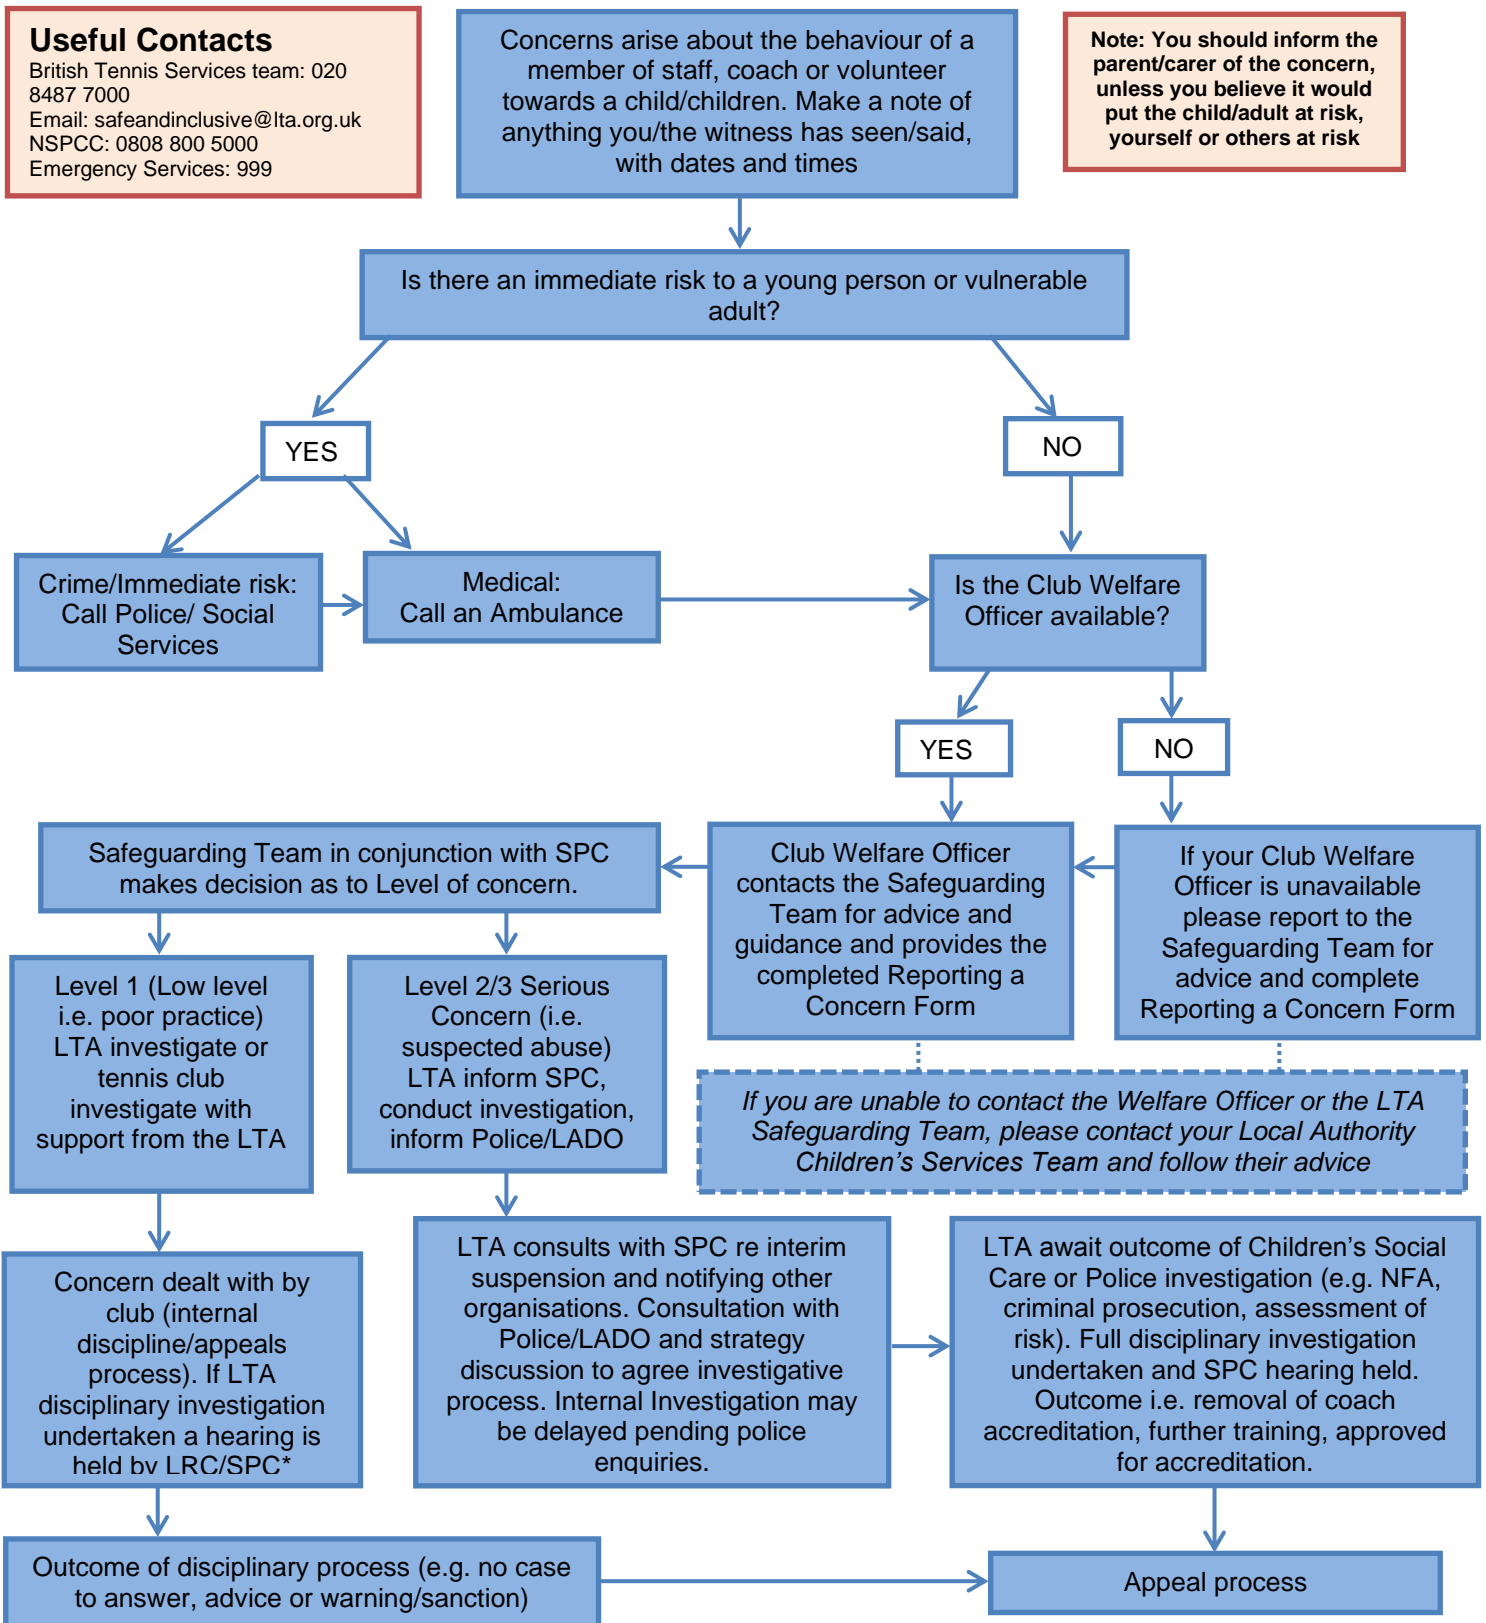 Useful Contacts
British Tennis Services team: 020
8487 7000
Email: safeandinclusive@lta.org.uk
NSPCC: 0808 800 5000
Emergency Services: 999
Concerns arise about the behaviour of a
member of staff, coach or volunteer
towards a child/children. Make a note of
anything you/the witness has seen/said,
with dates and times
Note: You should inform the
parent/carer of the concern,
unless you believe it would
put the child/adult at risk,
yourself or others at risk
Is there an immediate risk to a young person or vulnerable
adult?
YES
NO
Crime/Immediate risk:
Call Police/ Social
Services
Medical:
Call an Ambulance
Is the Club Welfare
Officer available?
YES
NO
Safeguarding Team in conjunction with SPC
makes decision as to Level of concern.
Club Welfare Officer
contacts the Safeguarding
Team for advice and
guidance and provides the
completed Reporting a
Concern Form
If your Club Welfare
Officer is unavailable
please report to the
Safeguarding Team for
advice and complete
Reporting a Concern Form
Level 1 (Low level
i.e. poor practice)
LTA investigate or
tennis club
investigate with
support from the LTA
Level 2/3 Serious
Concern (i.e.
suspected abuse)
LTA inform SPC,
conduct investigation,
inform Police/LADO
If you are unable to contact the Welfare Officer or the LTA
Safeguarding Team, please contact your Local Authority
Children’s Services Team and follow their advice
Concern dealt with by
club (internal
discipline/appeals
process). If LTA
disciplinary investigation
undertaken a hearing is
held by LRC/SPC*
LTA consults with SPC re interim
suspension and notifying other
organisations. Consultation with
Police/LADO and strategy
discussion to agree investigative
process. Internal Investigation may
be delayed pending police
enquiries.
LTA await outcome of Children’s Social
Care or Police investigation (e.g. NFA,
criminal prosecution, assessment of
risk). Full disciplinary investigation
undertaken and SPC hearing held.
Outcome i.e. removal of coach
accreditation, further training, approved
for accreditation.
Outcome of disciplinary process (e.g. no case
to answer, advice or warning/sanction)
Appeal process